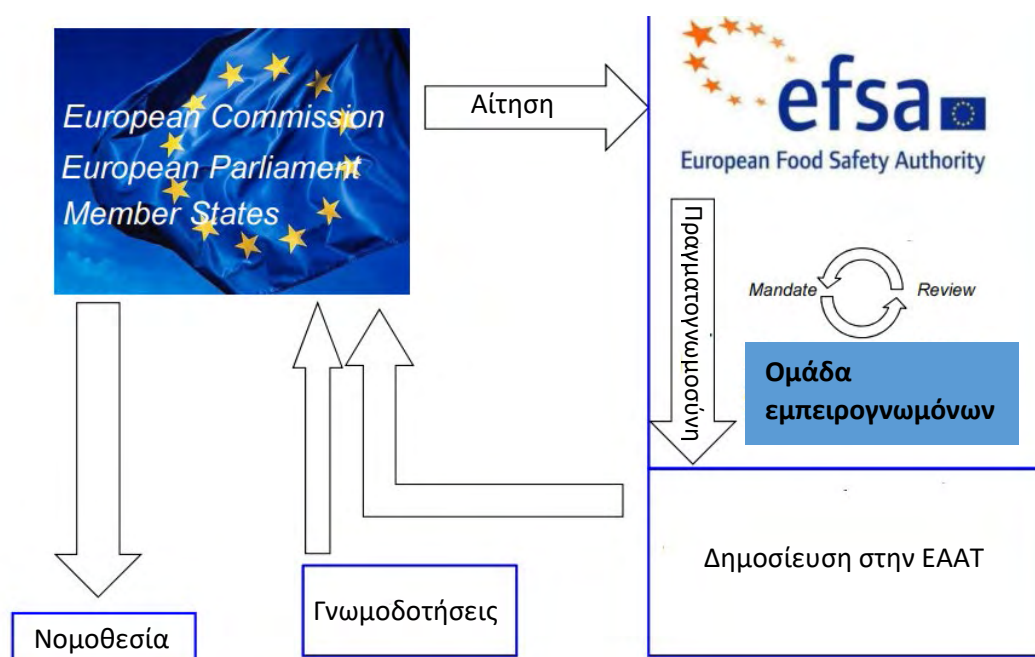 European Commission
European Parliament
Member States
Αίτηση
efsa
European Food Safety Authority
Πραγματογνωμοσύνη
Mandate
Review
Ομάδα
εμπειρογνωμόνων
Δημοσίευση στην ΕΑΑΤ
Γνωμοδοτήσεις
Νομοθεσία